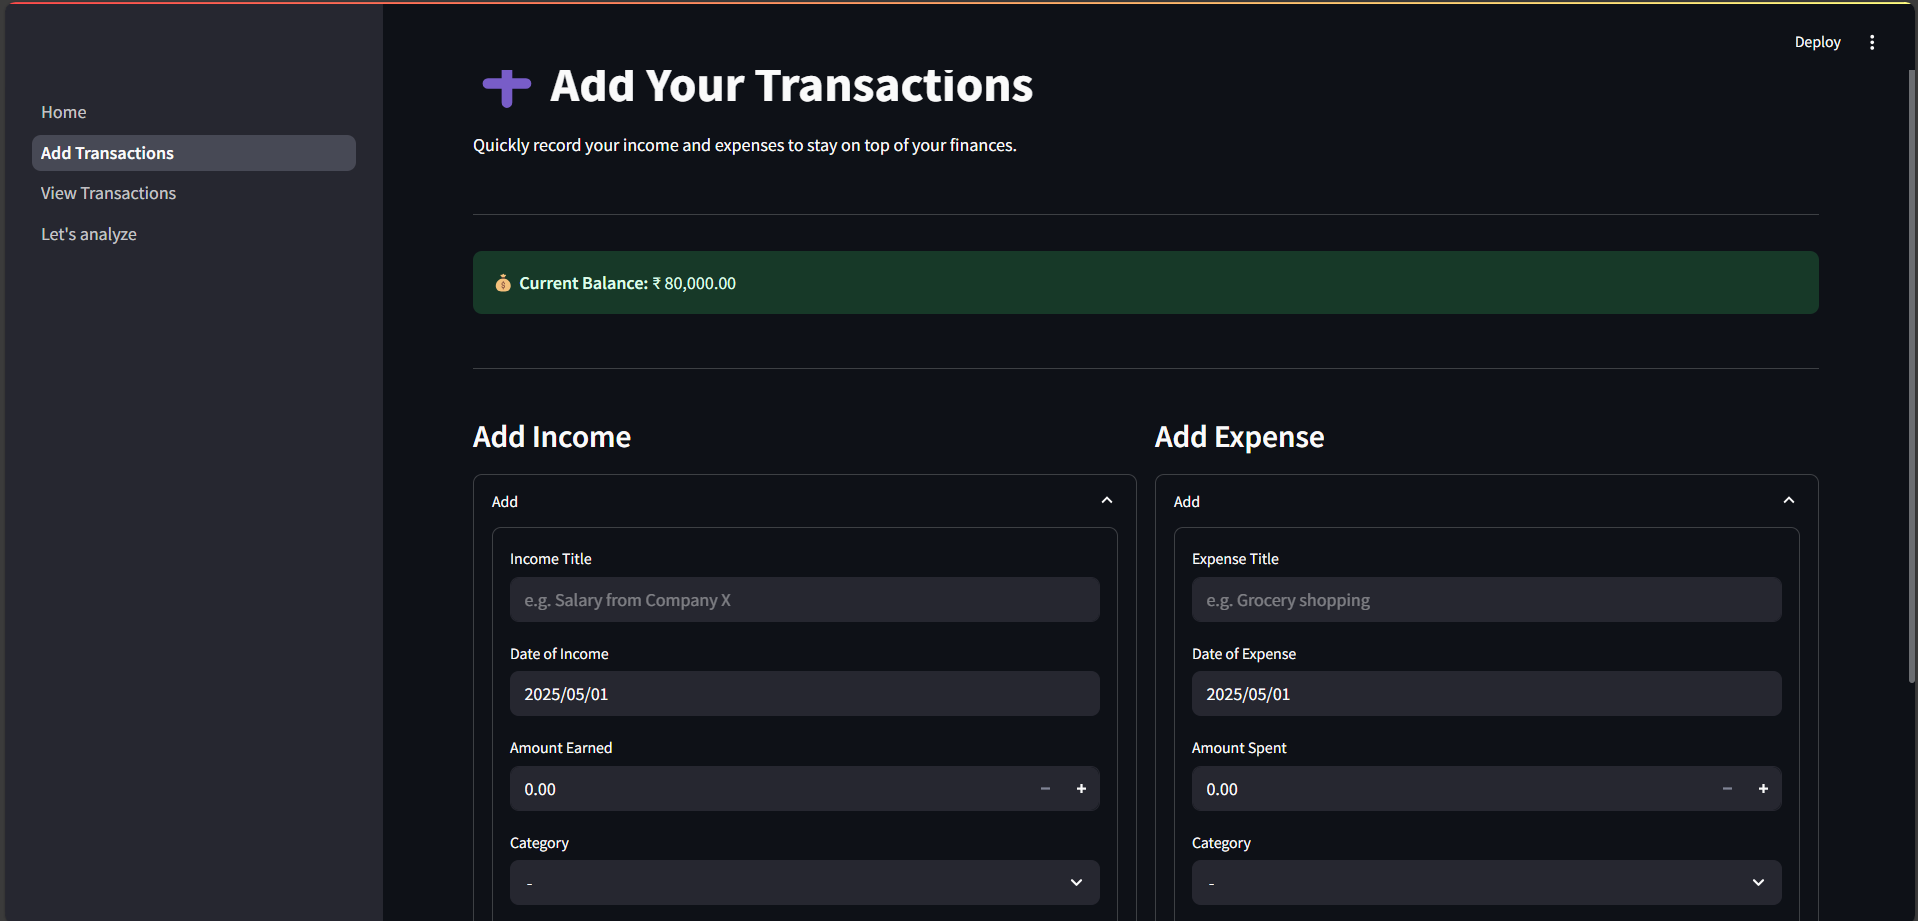 Deploy
Home
Add Transactions
View Transactions
Let's analyze
Add Your Transactions
Quickly record your income and expenses to stay on top of your finances.
Current Balance: ₹ 80,000.00
Add Income
Add
Income Title
e.g. Salary from Company X
Date of Income
2025/05/01
Amount Earned
0.00
Category
-
Add Expense
Add
Expense Title
e.g. Grocery shopping
Date of Expense
2025/05/01
Amount Spent
0.00
Category
-